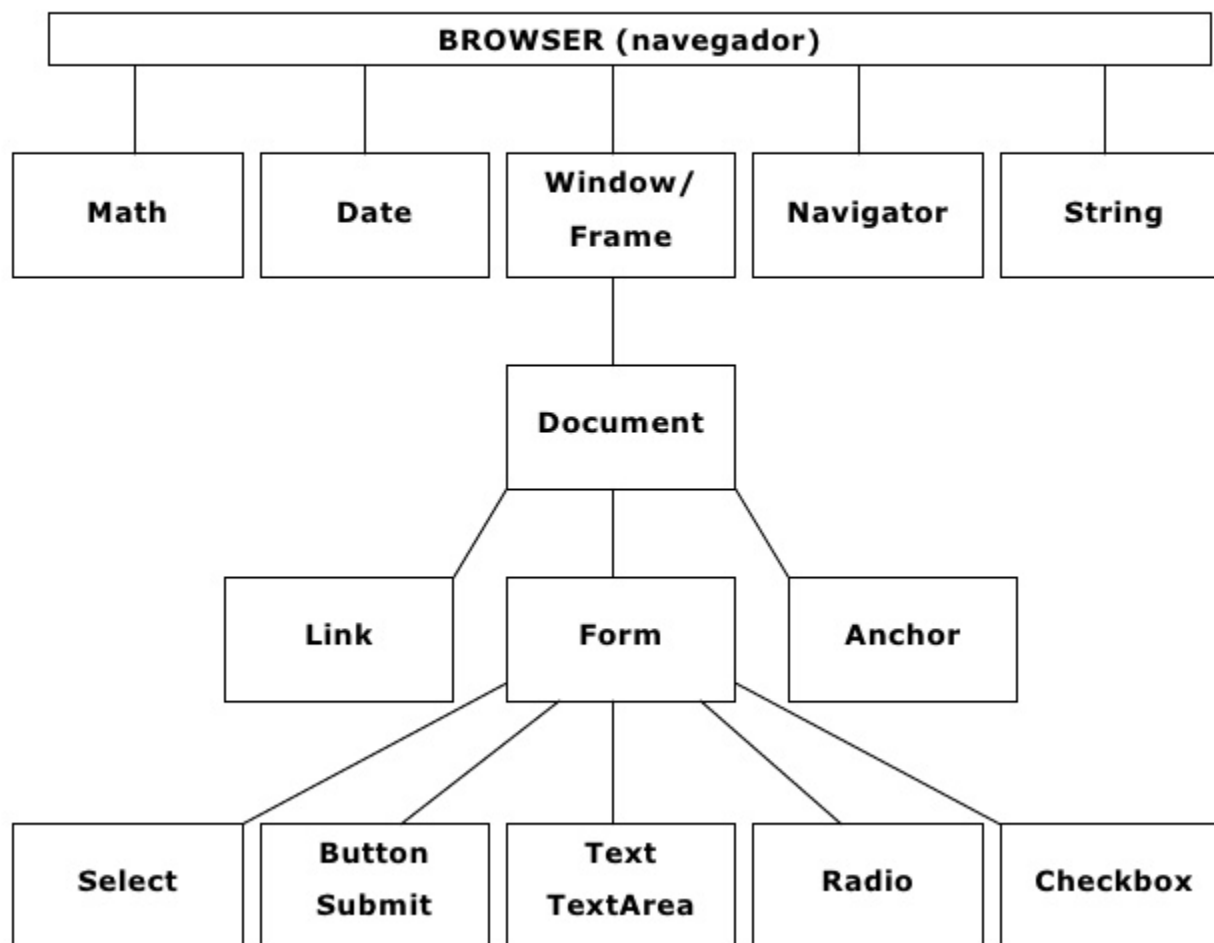 BROWSER (navegador)
Math
Date
Window/
Frame
Navigator
String
Document
Link
Form
Anchor
Select
Button
Submit
Text
TextArea
Radio
Checkbox